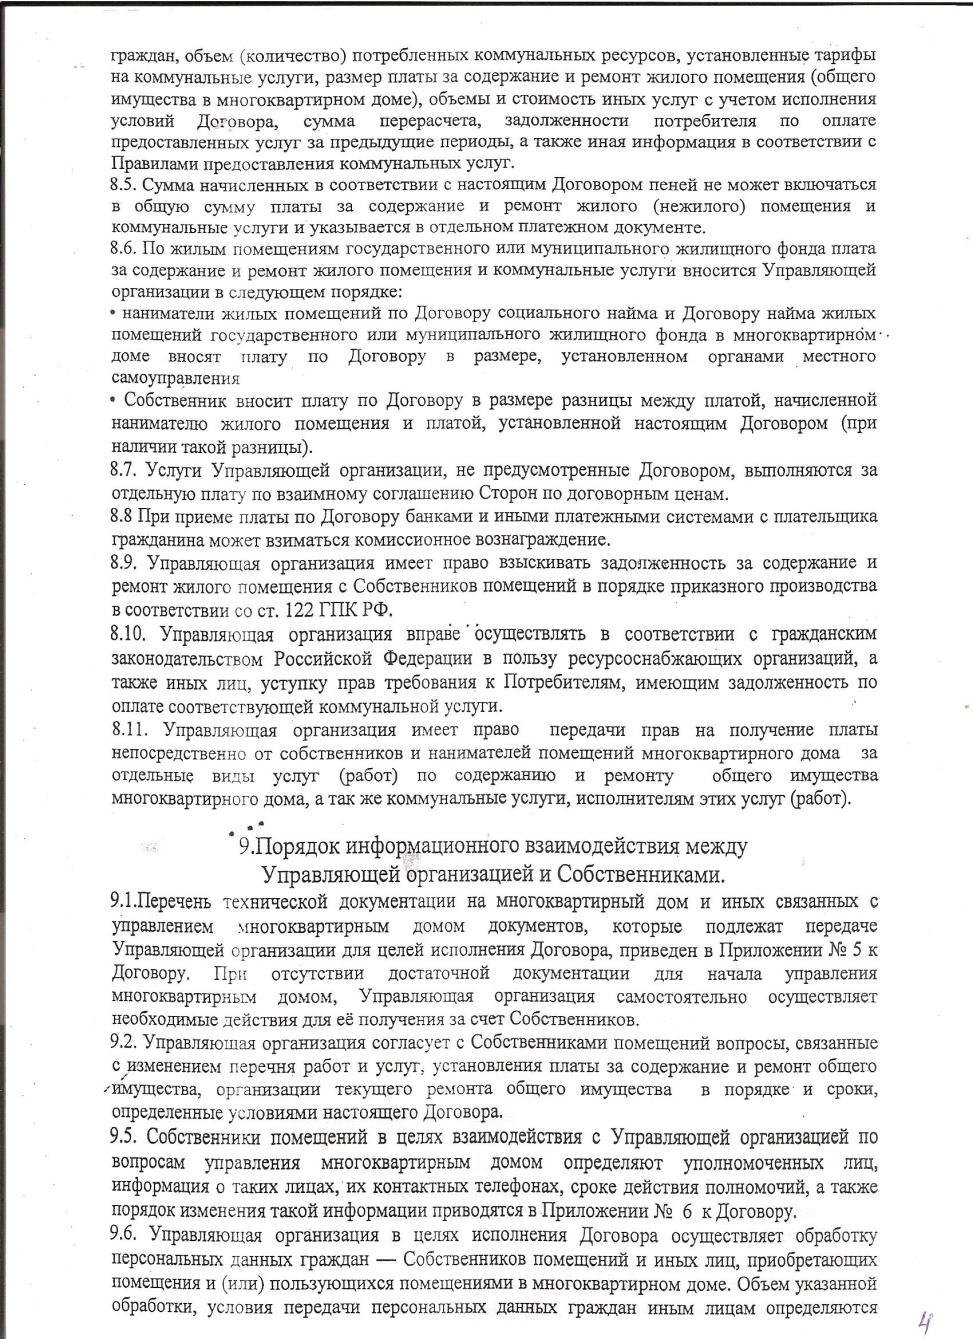 граждан, объем (количество) потребленных коммунальных ресурсов, установленные тарифы
на коммунальные услуги, размер платы за содержание и ремонт жилого помещения (общего
имущества в многоквартирном доме), объемы и стоимость иных услуг с учетом исполнения
условий Договора, сумма перерасчета, задолженности потребителя по оплате
предоставленных услуг за предыдущие периоды, а также иная информация в соответствии с
Правилами предоставления коммунальных услуг.
8.5. Сумма начисленных в соответствии с настоящим Договором пеней не может включаться
в общую сумму платы за содержание и ремонт жилого (нежилого) помещения и
коммунальные услуги и указывается в отдельном платежном документе.
8.6. По жилым помещениям государственного или муниципального жилищного фонда плата
за содержание и ремонт жилого помещения и коммунальные услуги вносится Управляющей
организации в следующем порядке:
• наниматели жилых помещений по Договору социального найма и Договору найма жилых
помещений государственного или муниципального жилищного фонда в многоквартирном
доме вносят плату по Договору в размере, установленном органами местного
самоуправления
• Собственник вносит плату по Договору в размере разницы между платой, начисленной
нанимателю жилого помещения и платой, установленной настоящим Договором (при
наличии такой разницы).
8.7. Услуги Управляющей организации, не предусмотренные Договором, выполняются за
отдельную плату по взаимному соглашению Сторон по договорным ценам.
8.8 При приеме платы по Договору банками и иными платежными системами с плательщика
гражданина может взиматься комиссионное вознаграждение.
8.9. Управляющая организация имеет право взыскивать задолженность за содержание и
ремонт жилого помещения с Собственников помещений в порядке приказного производства
в соответствии со ст. 122 ГПК РФ.
8.10. Управляющая организация вправе осуществлять в соответствии с гражданским
законодательством Российской Федерации в пользу ресурсоснабжающих организаций, а
также иных лиц, уступку прав требования к Потребителям, имеющим задолженность по
оплате соответствующей коммунальной услуги.
8.11. Управляющая организация имеет право передачи прав на получение платы
непосредственно от собственников и нанимателей помещений многоквартирного дома за
отдельные виды услуг (работ) по содержанию и ремонту общего имущества
многоквартирного дома, а так же коммунальные услуги, исполнителям этих услуг (работ).
9.Порядок информационного взаимодействия между
Управляющей организацией и Собственниками.
9.1.Перечень технической документации на многоквартирный дом и иных связанных с
управлением многоквартирным домом документов, которые подлежат передаче
Управляющей организации для целей исполнения Договора, приведен в Приложении № 5 к
Договору. При отсутствии достаточной документации для начала управления
многоквартирным домом, Управляющая организация самостоятельно осуществляет
необходимые действия для её получения за счет Собственников.
9.2. Управляющая организация согласует с Собственниками помещений вопросы, связанные
с изменением перечня работ и услуг, установления платы за содержание и ремонт общего
имущества, организации текущего ремонта общего имущества в порядке и сроки,
определенные условиями настоящего Договора.
9.5. Собственники помещений в целях взаимодействия с Управляющей организацией по
вопросам управления многоквартирным домом определяют уполномоченных лиц,
информация о таких лицах, их контактных телефонах, сроке действия полномочий, а также
порядок изменения такой информации приводятся в Приложении № 6 к Договору.
9.6. Управляющая организация в целях исполнения Договора осуществляет обработку
персональных данных граждан — Собственников помещений и иных лиц, приобретающих
помещения и (или) пользующихся помещениями в многоквартирном доме. Объем указанной
обработки, условия передачи персональных данных граждан иным лицам определяются
4